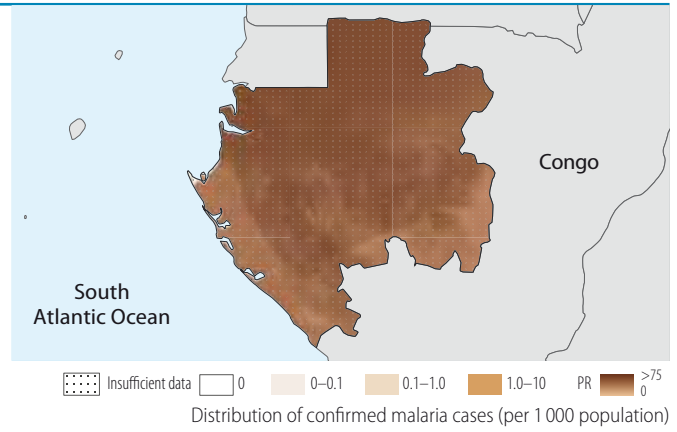 Congo
South
Atlantic Ocean
Insufficient data 0 0–0.1 0.1–1.0 1.0–10 PR >75
0
Distribution of confirmed malaria cases (per 1 000 population)